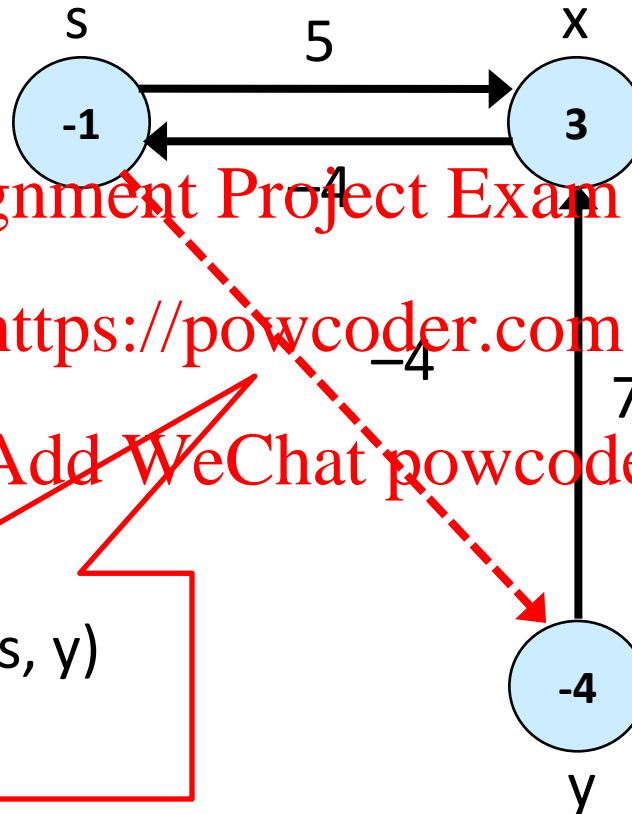 s
x
5
-1
3
–4
gnment Project Exam
https://powcoder.com
–4
7
Add WeChat powcode
s, y)
-4
y